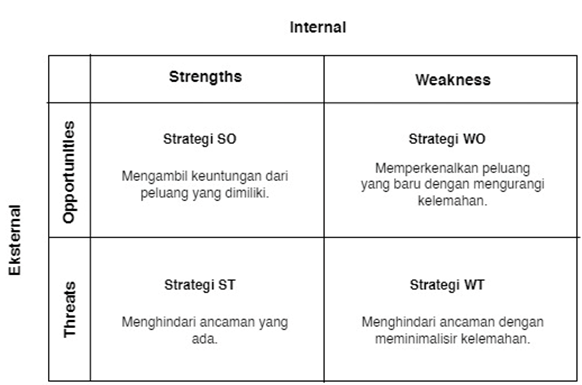 Internal
Strengths
Weakness
Eksternal
Opportunities
Strategi SO
Mengambil keuntungan dari
peluang yang dimiliki.
Strategi WO
Memperkenalkan peluang
yang baru dengan mengurangi
kelemahan.
Threats
Strategi ST
Menghindari ancaman yang
ada.
Strategi WT
Menghindari ancaman dengan
meminimalisir kelemahan.